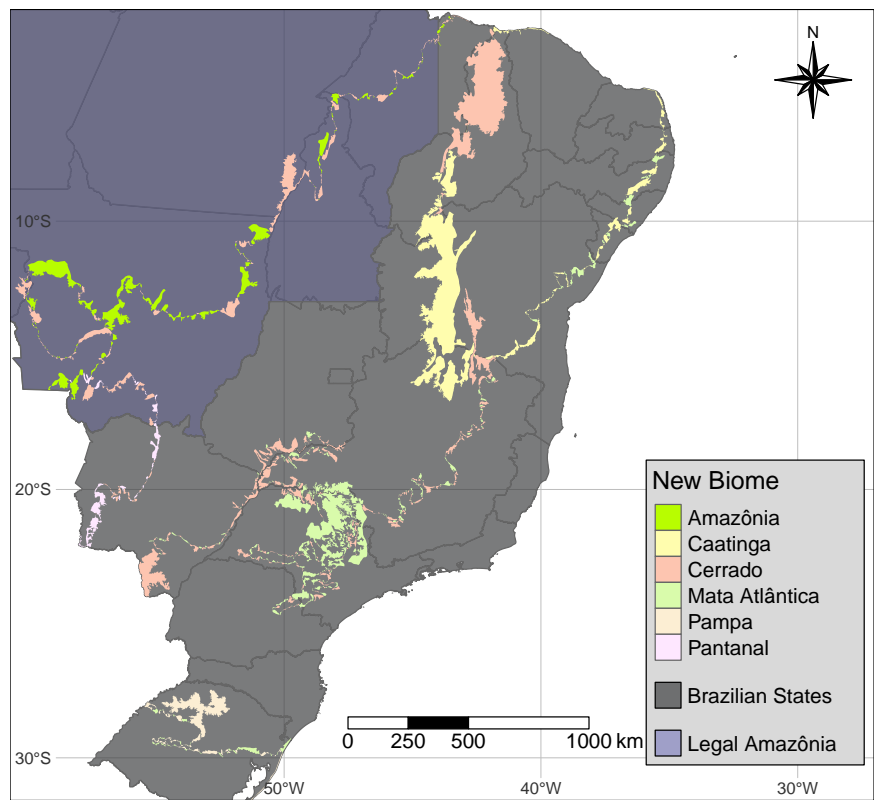 N
10°S
20°S
30°S
50°W
40°W
30°W
New Biome
Amazônia
Caatinga
Cerrado
Mata Atlântica
Pampa
Pantanal
Brazilian States
Legal Amazônia
0 250 500 1000 km